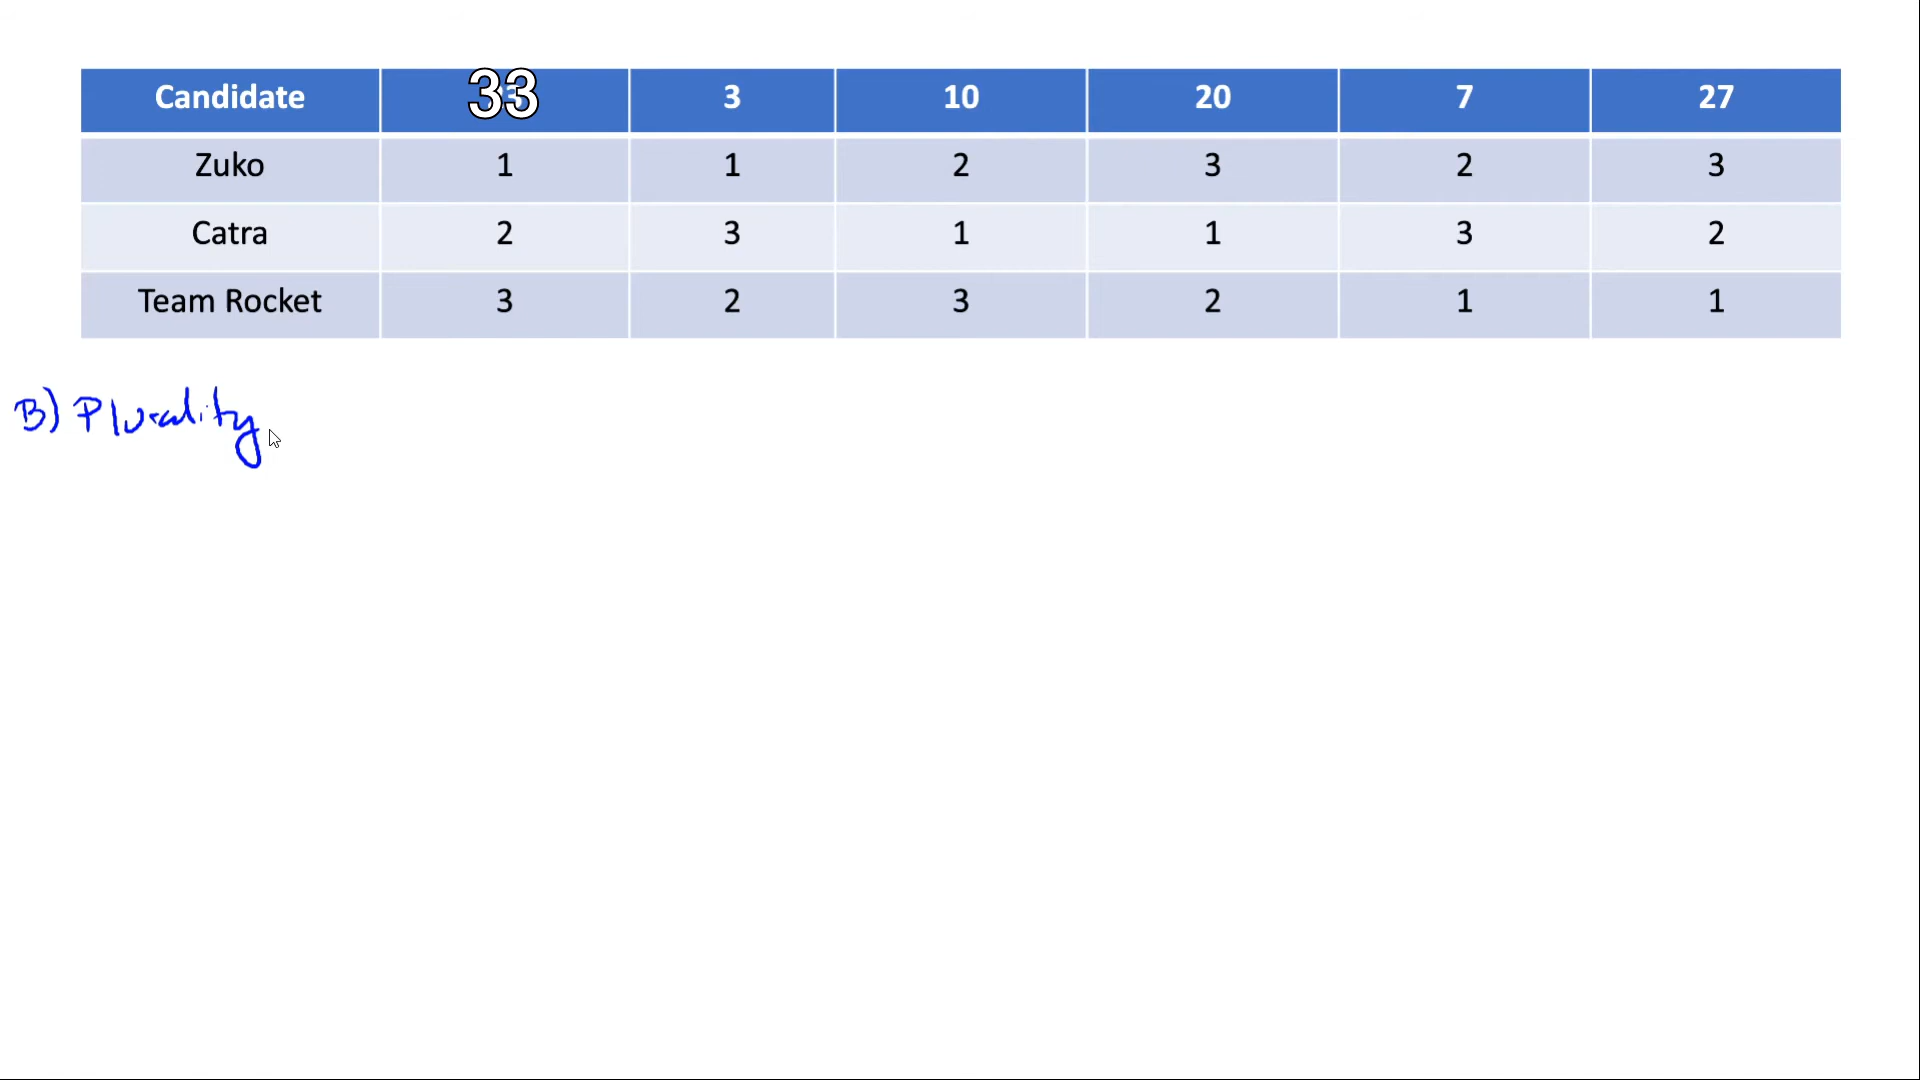 Candidate 33 3 10 20 7 27
Zuko 1 1 2 3 2 3
Catra 2 3 1 1 3 2
Team Rocket 3 2 3 2 1 1
B) Plurality